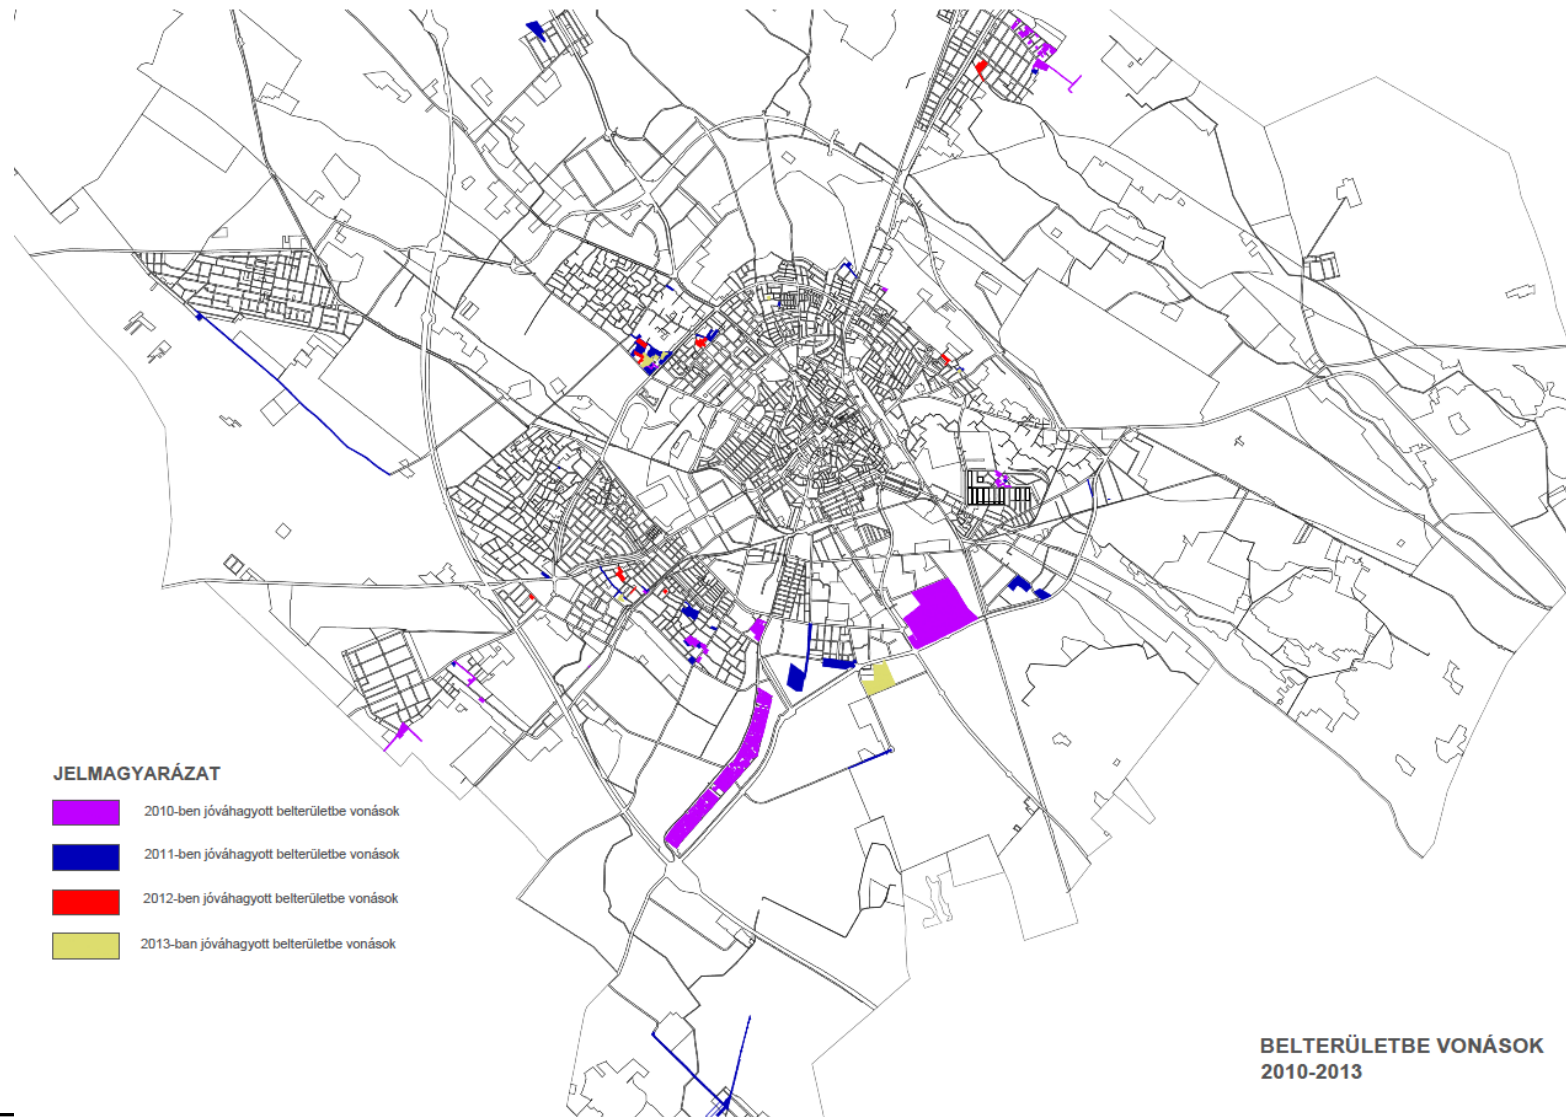 JELMAGYARÁZAT
2010-ben jóváhagyott belterületbe vonások
2011-ben jóváhagyott belterületbe vonások
2012-ben jóváhagyott belterületbe vonások
2013-ban jóváhagyott belterületbe vonások
BELTERÜLETBE VONÁSOK
2010-2013